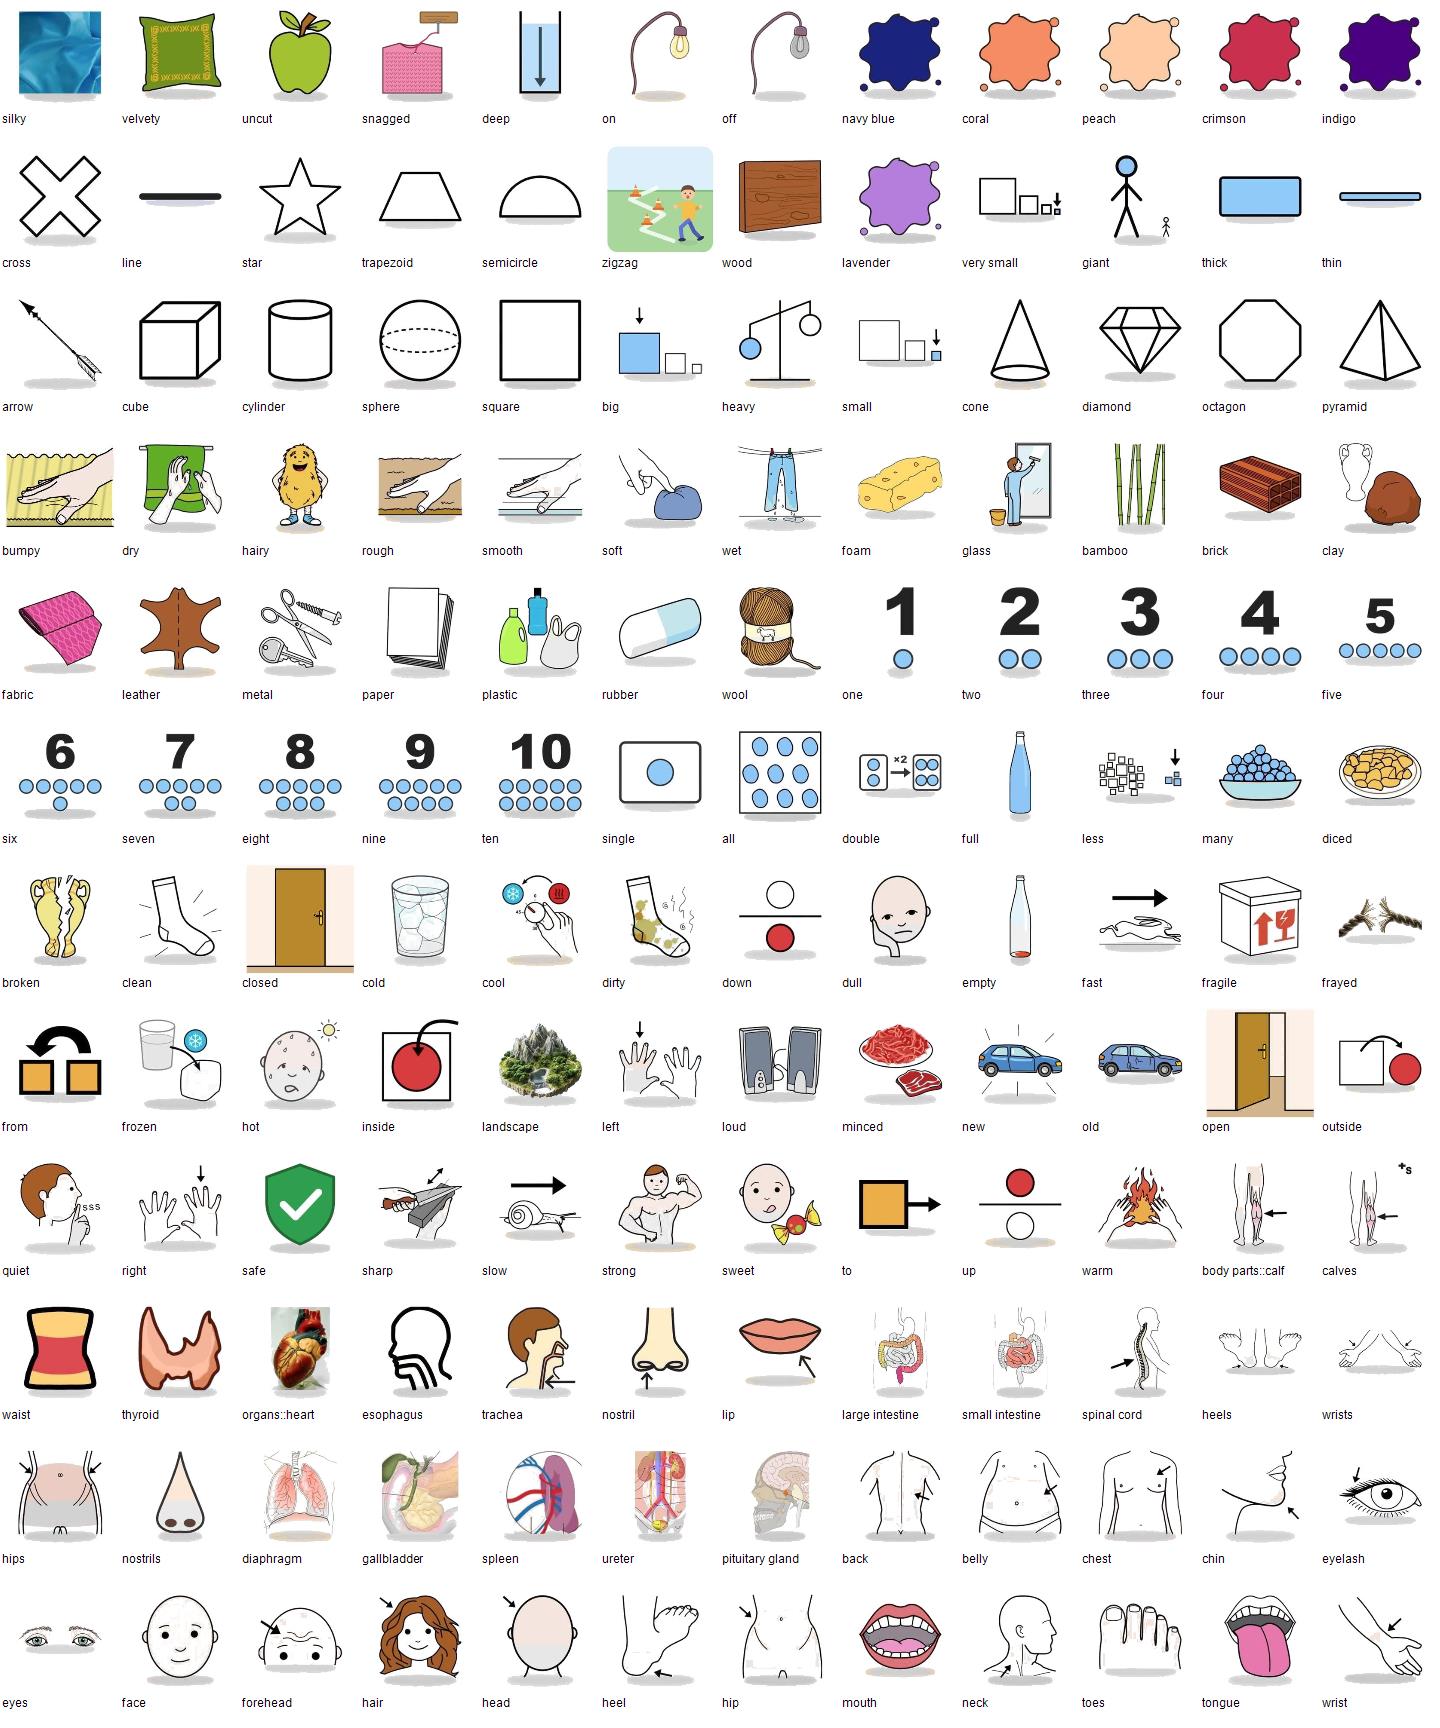 silky velvety uncut snagged deep on off navy blue coral peach crimson indigo
cross line star trapezoid semicircle zigzag wood lavender very small giant thick thin
arrow cube cylinder sphere square big heavy small cone diamond octagon pyramid
bumpy dry hairy rough smooth soft wet foam glass bamboo brick clay
1 2 3 4 5
fabric leather metal paper plastic rubber wool one two three four five
6 7 8 9 10 ×2
six seven eight nine ten single all double full less many diced
broken clean closed cold cool dirty down dull empty fast fragile frayed
from frozen hot inside landscape left loud minced new old open outside
sss +s
quiet right safe sharp slow strong sweet to up warm body parts::calf calves
waist thyroid organs::heart esophagus trachea nostril lip large intestine small intestine spinal cord heels wrists
hips nostrils diaphragm gallbladder spleen ureter pituitary gland back belly chest chin eyelash
eyes face forehead hair head heel hip mouth neck toes tongue wrist